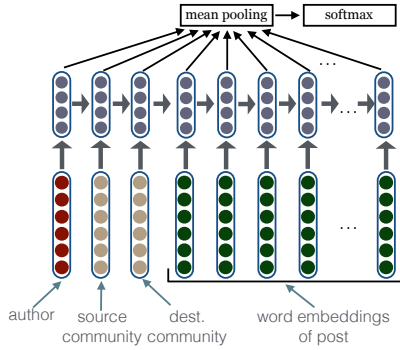 mean pooling
softmax
...
...
...
author
source
community
dest.
community
word embeddings
of post